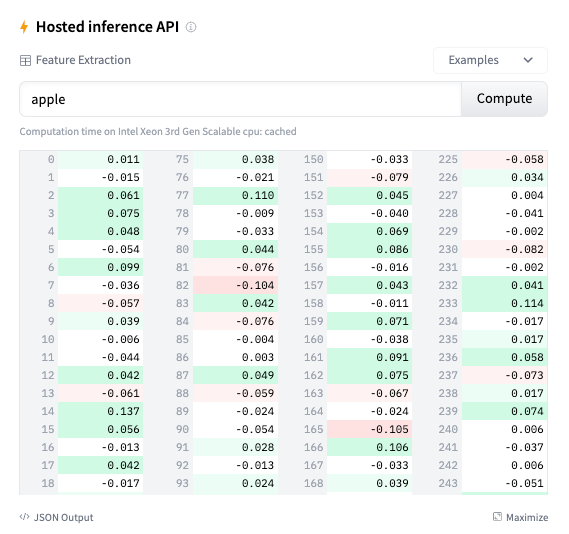 Hosted inference API
Feature Extraction
Examples
apple
Compute
Computation time on Intel Xeon 3rd Gen Scalable cpu: cached
0 0.011 75 0.038 150 -0.033 225 -0.058
1 -0.015 76 -0.021 151 -0.079 226 0.034
2 0.061 77 0.110 152 0.045 227 0.004
3 0.075 78 -0.009 153 -0.040 228 -0.041
4 0.048 79 -0.033 154 0.069 229 -0.002
5 -0.054 80 0.044 155 0.086 230 -0.082
6 0.099 81 -0.076 156 -0.016 231 -0.002
7 -0.036 82 -0.104 157 0.043 232 0.041
8 -0.057 83 0.042 158 -0.011 233 0.114
9 0.039 84 -0.076 159 0.071 234 -0.017
10 -0.006 85 -0.004 160 -0.038 235 0.017
11 -0.044 86 0.003 161 0.091 236 0.058
12 0.042 87 0.049 162 0.075 237 -0.073
13 -0.061 88 -0.059 163 -0.067 238 0.017
14 0.137 89 -0.024 164 -0.024 239 0.074
15 0.056 90 -0.054 165 -0.105 240 0.006
16 -0.013 91 0.028 166 0.106 241 -0.037
17 0.042 92 -0.013 167 -0.033 242 0.006
18 -0.017 93 0.024 168 0.039 243 -0.051
</> JSON Output
Maximize